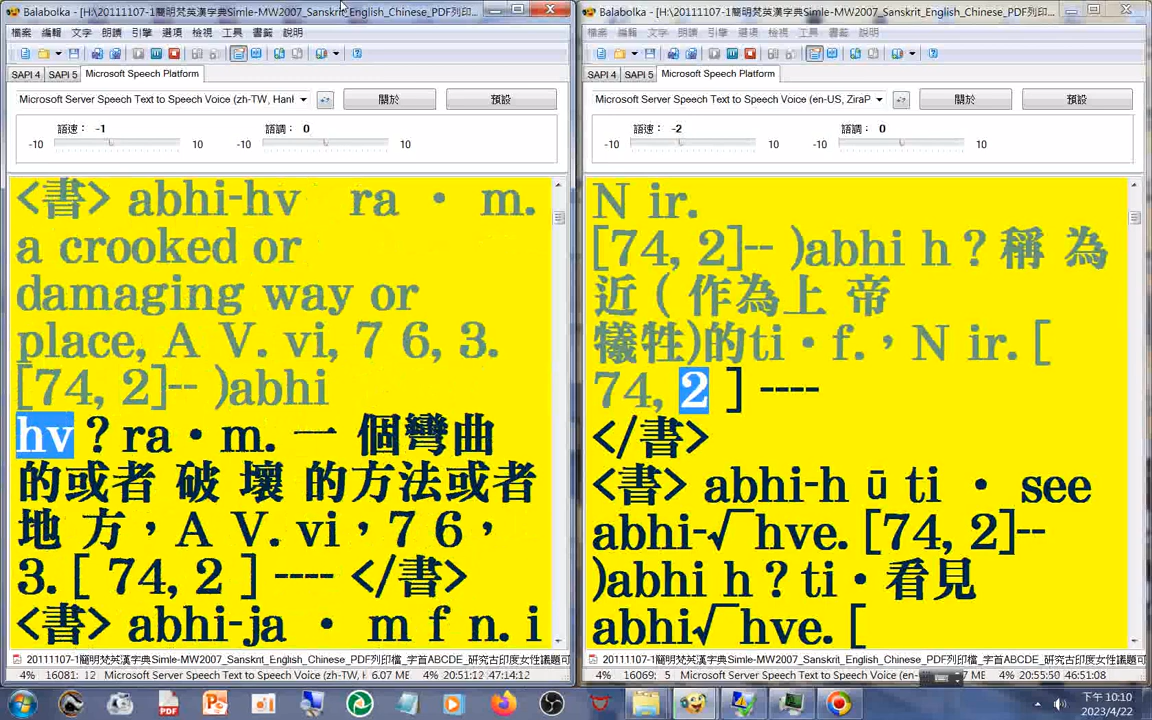 Balabolka - [H:\20111107-1簡明梵英漢字典Simle-MW2007_Sanskrit_English_Chinese_PDF列印...
檔案 編輯 文字 朗讀 引擎 選項 檢視 工具 書籤 說明
SAPI 4 SAPI 5 Microsoft Speech Platform
Microsoft Server Speech Text to Speech Voice (zh-TW, HanH
關於 預設
語速： -1 語調： 0
-10 10 -10 10
<書> abhi-hv ra • m.
a crooked or
damaging way or
place, A V. vi, 7 6, 3.
[74, 2]-- )abhi
hv ? ra • m. 一 個彎曲
的或者 破 壞 的方法或者
地 方，A V. vi，7 6，
3. [ 74, 2 ] ---- </書>
<書> abhi-ja • m f n. i
20111107-1簡明梵英漢字典Simle-MW2007_Sanskrit_English_Chinese_PDF列印檔_字首ABCDE_研究古印度女性議題可
4% 16081: 12 Microsoft Server Speech Text to Speech Voice (zh-TW, H 6.07 MB 4% 20:51:12 47:14:12
Balabolka - [H:\20111107-1簡明梵英漢字典Simle-MW2007_Sanskrit_English_Chinese_PDF列印...
檔案 編輯 文字 朗讀 引擎 選項 檢視 工具 書籤 說明
SAPI 4 SAPI 5 Microsoft Speech Platform
Microsoft Server Speech Text to Speech Voice (en-US, ZiraP
關於 預設
語速： -2 語調： 0
-10 10 -10 10
N ir.
[74, 2]-- )abhi h ? 稱 為
近 ( 作為上 帝
犧牲)的ti • f.，N ir. [
74, 2 ] ----
</書>
<書> abhi-h ū ti • see
abhi-√ hve. [74, 2]--
)abhi h ? ti • 看見
abhi√ hve. [
20111107-1簡明梵英漢字典Simle-MW2007_Sanskrit_English_Chinese_PDF列印檔_字首ABCDE_研究古印度女性議題可
4% 16069: 5 Microsoft Server Speech Text to Speech Voice 4% 20:55:50 46:51:08
下午 10:10
2023/4/22